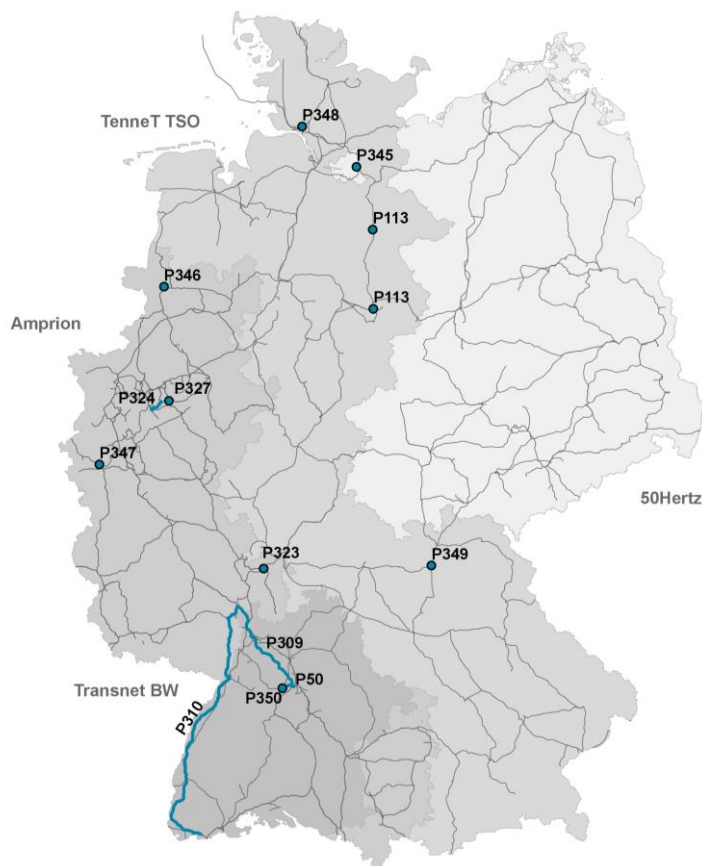 P348
TenneT TSO
P345
P113
P346
P113
Amprion
P324
P327
P347
50Hertz
P323
P349
P309
P50
Transnet BW
P350
P310